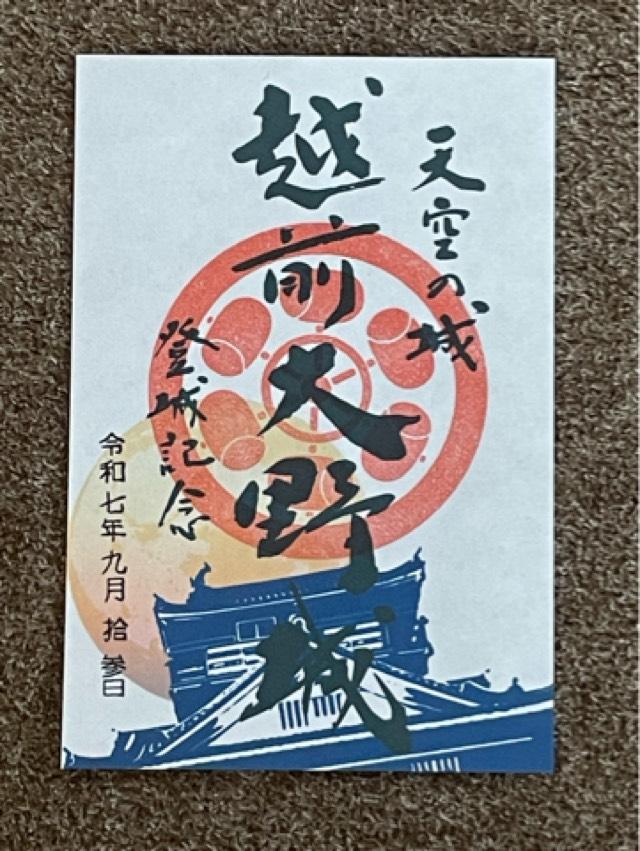 天空の城
越前大野城
登城記念
令和七年九月拾参日